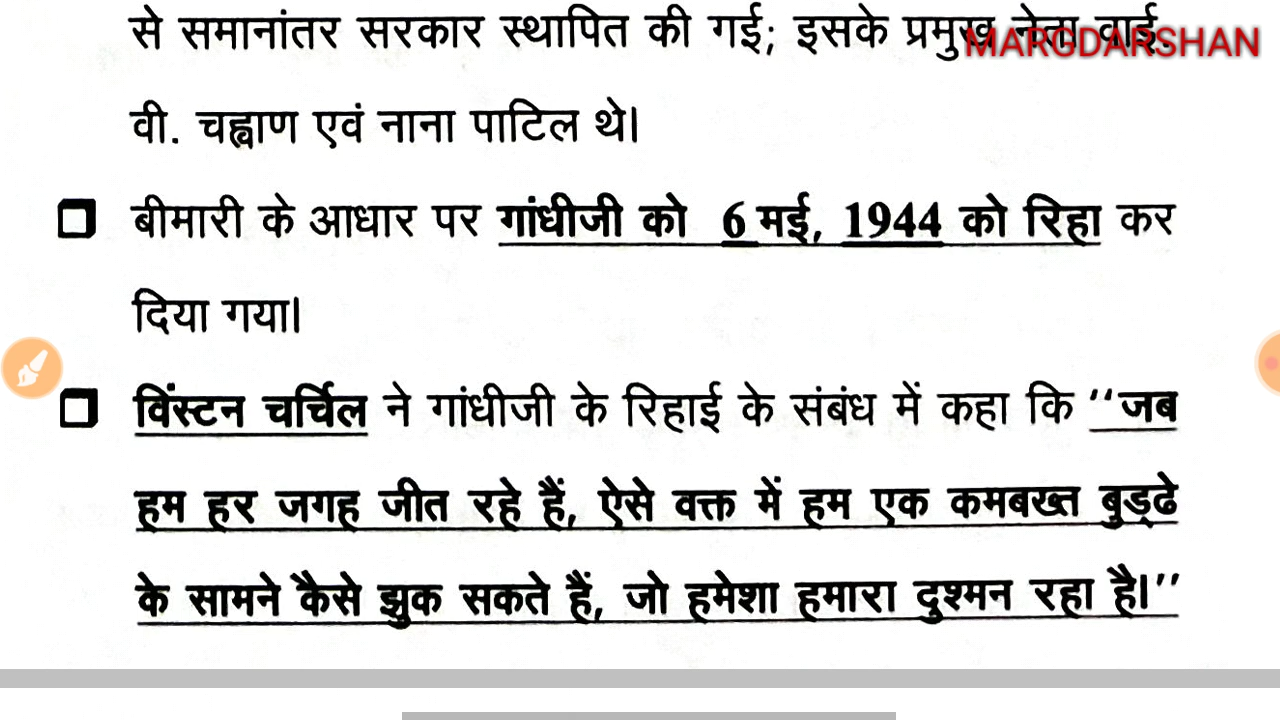 से समानांतर सरकार स्थापित की गई; इसके प्रमुख नेता वाई.
MARGDARSHAN
वी. चह्वाण एवं नाना पाटिल थे।
बीमारी के आधार पर गांधीजी को 6 मई, 1944 को रिहा कर
दिया गया।
विंस्टन चर्चिल ने गांधीजी के रिहाई के संबंध में कहा कि ''जब
हम हर जगह जीत रहे हैं, ऐसे वक्त में हम एक कमबख्त बुड्ढे
के सामने कैसे झुक सकते हैं, जो हमेशा हमारा दुश्मन रहा है।''